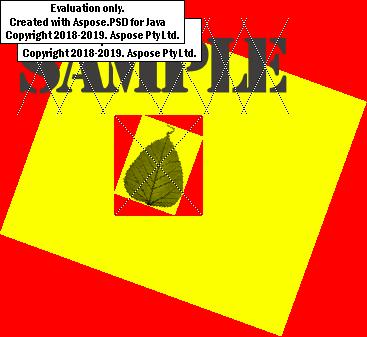 Evaluation only.
Created with Aspose.PSD for Java
Copyright 2018-2019. Aspose Pty Ltd.
Copyright 2018-2019. Aspose Pty Ltd.
SAMPLE